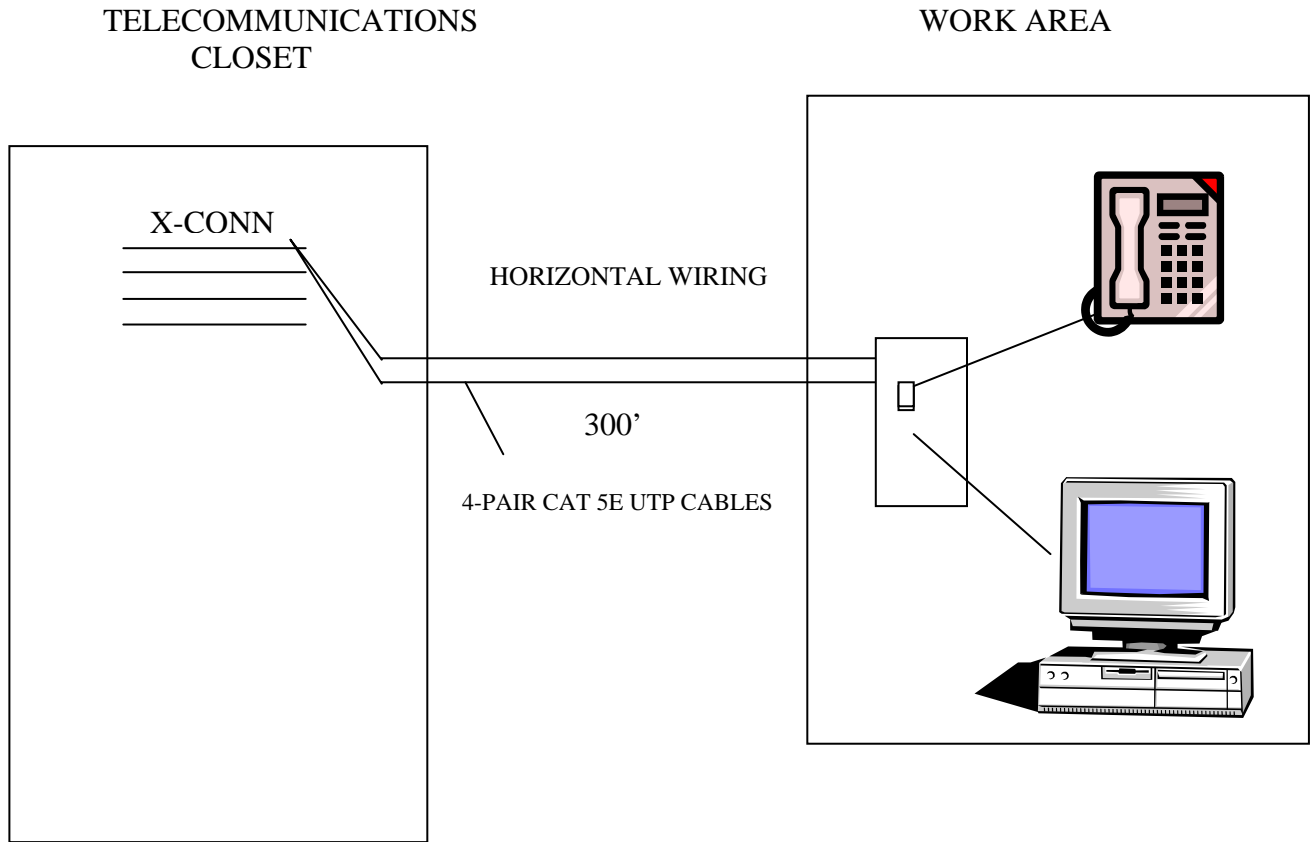 TELECOMMUNICATIONS
CLOSET
WORK AREA
X-CONN
HORIZONTAL WIRING
300’
4-PAIR CAT 5E UTP CABLES